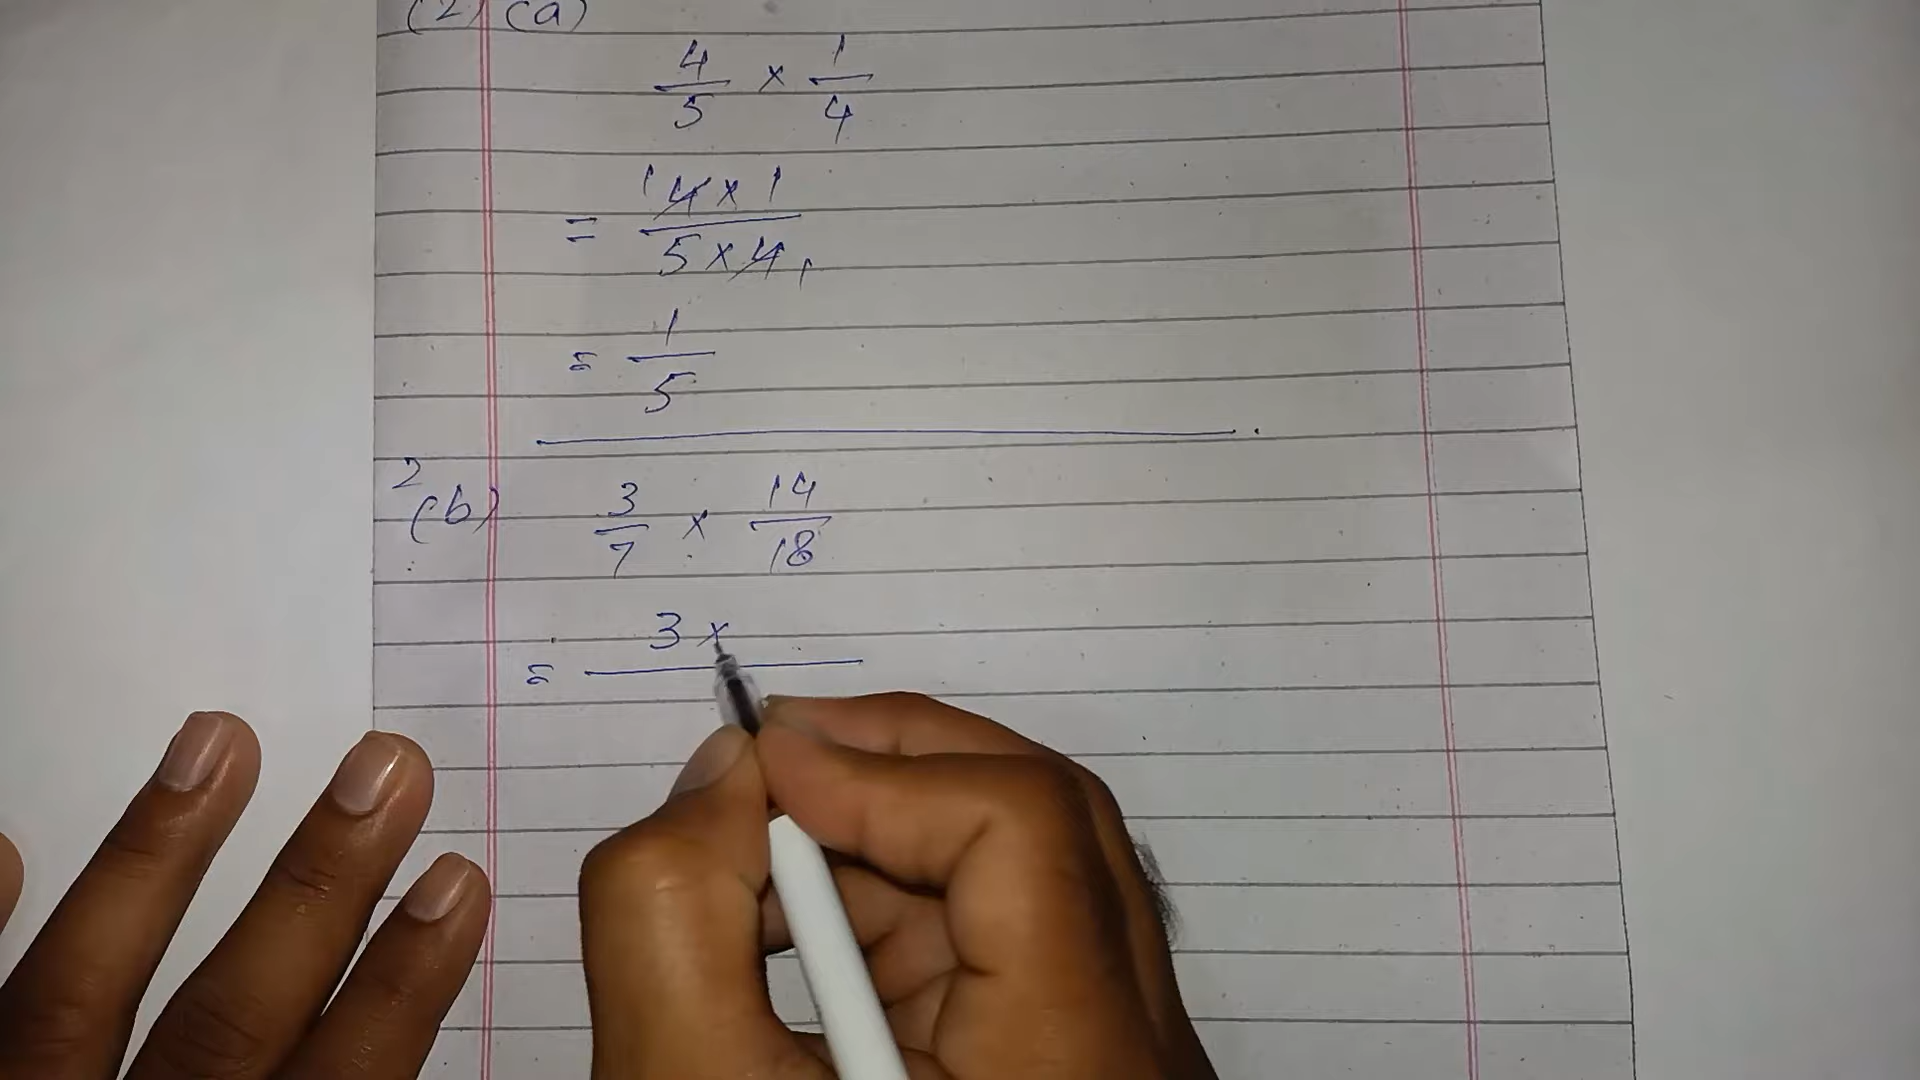 (2) (a)
4/5 × 1/4
= 1 4 × 1 / 5 × 4 1
= 1/5
2 (b) 3/7 × 14/18
= 3 ×